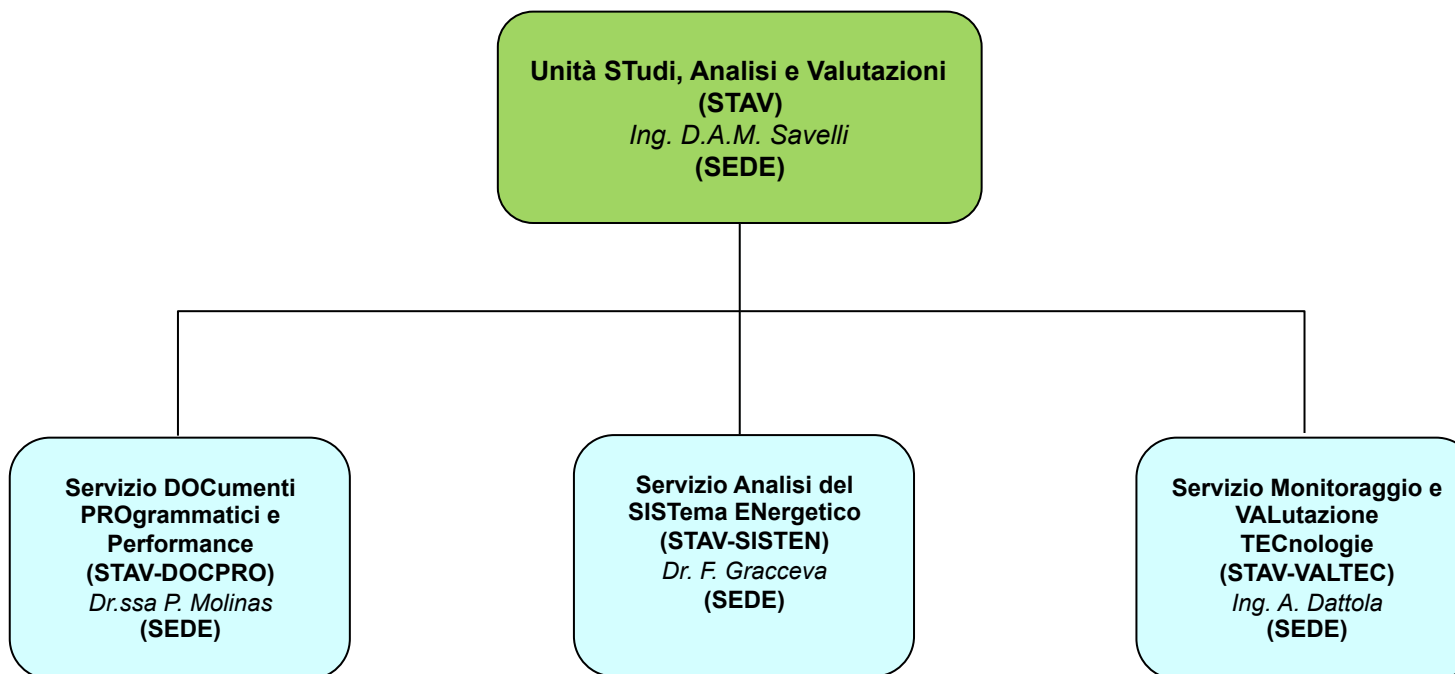 Unità STudi, Analisi e Valutazioni
(STAV)
Ing. D.A.M. Savelli
(SEDE)
Servizio DOCumenti
PROgrammatici e
Performance
(STAV-DOCPRO)
Dr.ssa P. Molinas
(SEDE)
Servizio Analisi del
SISTema ENergetico
(STAV-SISTEN)
Dr. F. Gracceva
(SEDE)
Servizio Monitoraggio e
VALutazione
TECnologie
(STAV-VALTEC)
Ing. A. Dattola
(SEDE)